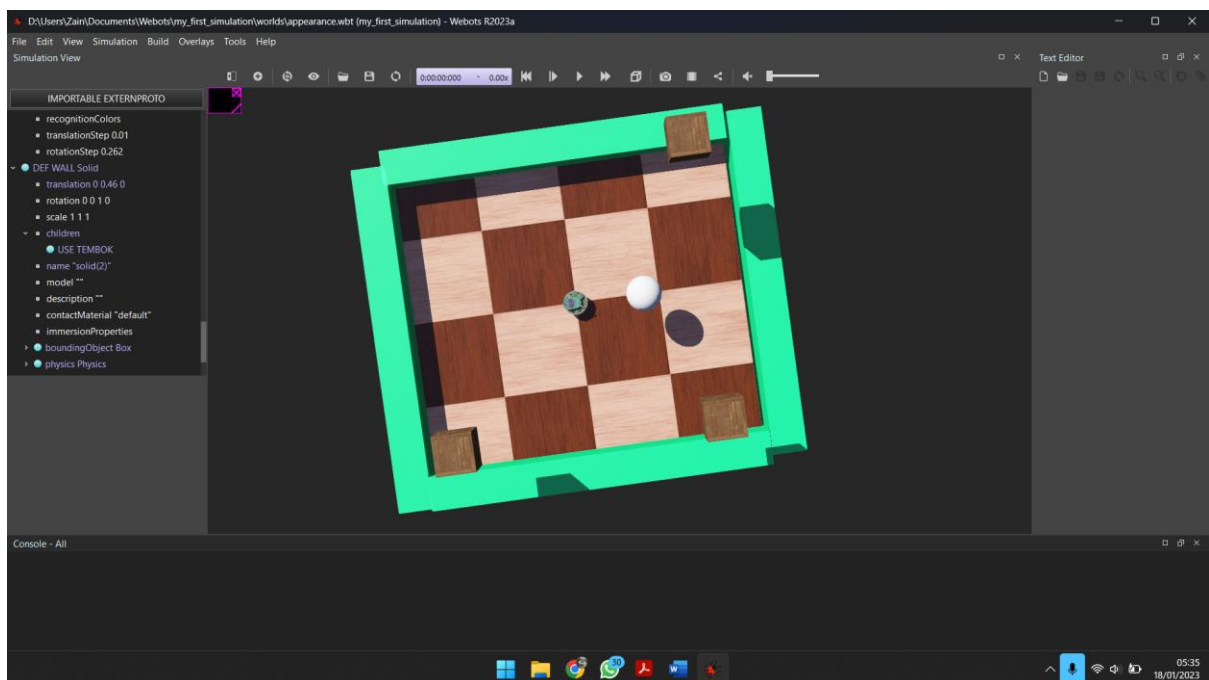 D:\Users\Zain\Documents\Webots\my_first_simulation\worlds\appearance.wbt (my_first_simulation) - Webots R2023a
File Edit View Simulation Build Overlays Tools Help
Simulation View
Text Editor
0:00:00:000 - 0.00x
IMPORTABLE EXTERNPROTO
recognitionColors
translationStep 0.01
rotationStep 0.262
DEF WALL Solid
translation 0 0.46 0
rotation 0 0 1 0
scale 1 1 1
children
USE TEMBOK
name "solid(2)"
model ""
description ""
contactMaterial "default"
immersionProperties
boundingObject Box
physics Physics
Console - All
30
05:35
18/01/2023